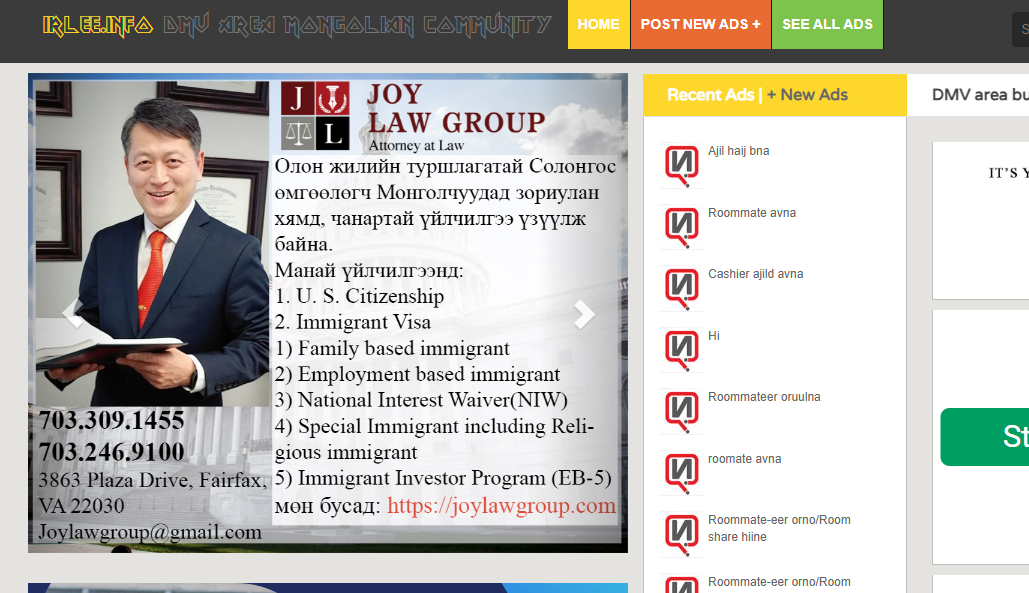 IRLEE.INFO DMV AREA MONGOLIAN COMMUNITY
HOME
POST NEW ADS +
SEE ALL ADS
J
L
JOY
LAW GROUP
Attorney at Law
Олон жилийн туршлагатай Солонгос
өмгөөлөгч Монголчуудад зориулан
хямд, чанартай үйлчилгээ үзүүлж
байна.
Манай үйлчилгээнд:
1. U. S. Citizenship
2. Immigrant Visa
1) Family based immigrant
2) Employment based immigrant
3) National Interest Waiver(NIW)
4) Special Immigrant including Reli-
gious immigrant
5) Immigrant Investor Program (EB-5)
мөн бусад: https://joylawgroup.com
703.309.1455
703.246.9100
3863 Plaza Drive, Fairfax,
VA 22030
Joylawgroup@gmail.com
Recent Ads | + New Ads
Ajil haij bna
Roommate avna
Cashier ajild avna
Hi
Roommateer oruulna
roomate avna
Roommate-eer orno/Room
share hiine
Roommate-eer orno/Room
DMV area bu
IT'S Y
St